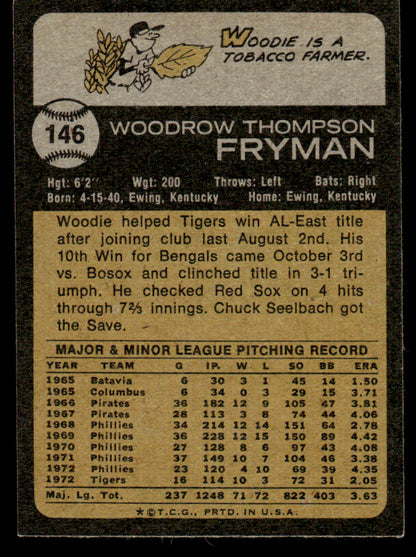 WOODIE IS A
TOBACCO FARMER.
146
WOODROW THOMPSON
FRYMAN
Hgt: 6'2" Wgt: 200 Throws: Left Bats: Right
Born: 4-15-40, Ewing, Kentucky Home: Ewing, Kentucky
Woodie helped Tigers win AL-East title
after joining club last August 2nd. His
10th Win for Bengals came October 3rd
vs. Bosox and clinched title in 3-1 tri-
umph. He checked Red Sox on 4 hits
through 7⅔ innings. Chuck Seelbach got
the Save.
MAJOR & MINOR LEAGUE PITCHING RECORD
YEAR TEAM G IP. W L SO BB ERA
1965 Batavia 6 30 3 1 45 14 1.50
1965 Columbus 6 34 0 3 29 15 3.71
1966 Pirates 36 182 12 9 105 67 3.81
1967 Pirates 28 113 3 8 74 44 4.06
1968 Phillies 34 214 12 14 151 64 2.78
1969 Phillies 36 228 12 15 150 89 4.42
1970 Phillies 27 128 8 6 97 43 4.08
1971 Phillies 37 149 10 7 104 46 3.38
1972 Phillies 23 120 4 10 69 39 4.35
1972 Tigers 16 114 10 3 72 31 2.05
Maj. Lg. Tot. 237 1248 71 72 822 403 3.63
*©T.C.G., PRTD. IN U.S.A.